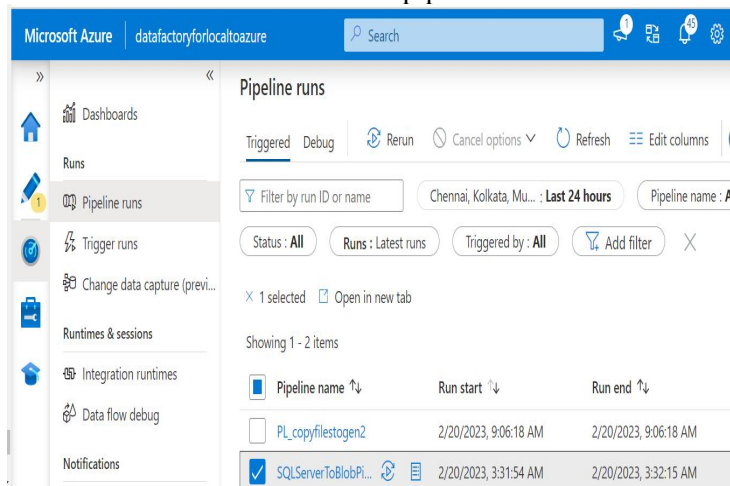 Microsoft Azure datafactoryforlocaltoazure Search 1 45
» «
Dashboards
Runs
1 Pipeline runs
Trigger runs
Change data capture (previ...
Runtimes & sessions
Integration runtimes
Data flow debug
Notifications
Pipeline runs
Triggered Debug Rerun Cancel options Refresh Edit columns
Filter by run ID or name Chennai, Kolkata, Mu... : Last 24 hours Pipeline name : A
Status : All Runs : Latest runs Triggered by : All Add filter
1 selected Open in new tab
Showing 1 - 2 items
Pipeline name Run start Run end
PL_copyfilestogen2 2/20/2023, 9:06:18 AM 2/20/2023, 9:06:18 AM
SQLServerToBlobPi... 2/20/2023, 3:31:54 AM 2/20/2023, 3:32:15 AM